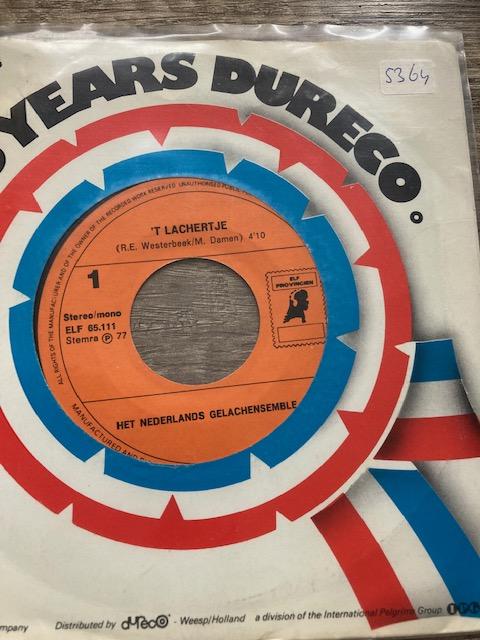 YEARS DURECO.
5364
ALL RIGHTS OF THE MANUFACTURER AND OF THE OWNER OF THE RECORDED WORK RESERVED UNAUTHORISED PUBLIC
'T LACHERTJE
(R.E. Westerbeek/M. Damen) 4'10
1
ELF
PROVINCIEN
Stereo/mono
ELF 65.111
Stemra Ⓟ 77
HET NEDERLANDS GELACHENSEMBLE
MANUFACTURED AND
ompany Distributed by dureco - Weesp/Holland a division of the International Pelgrims Group IPG